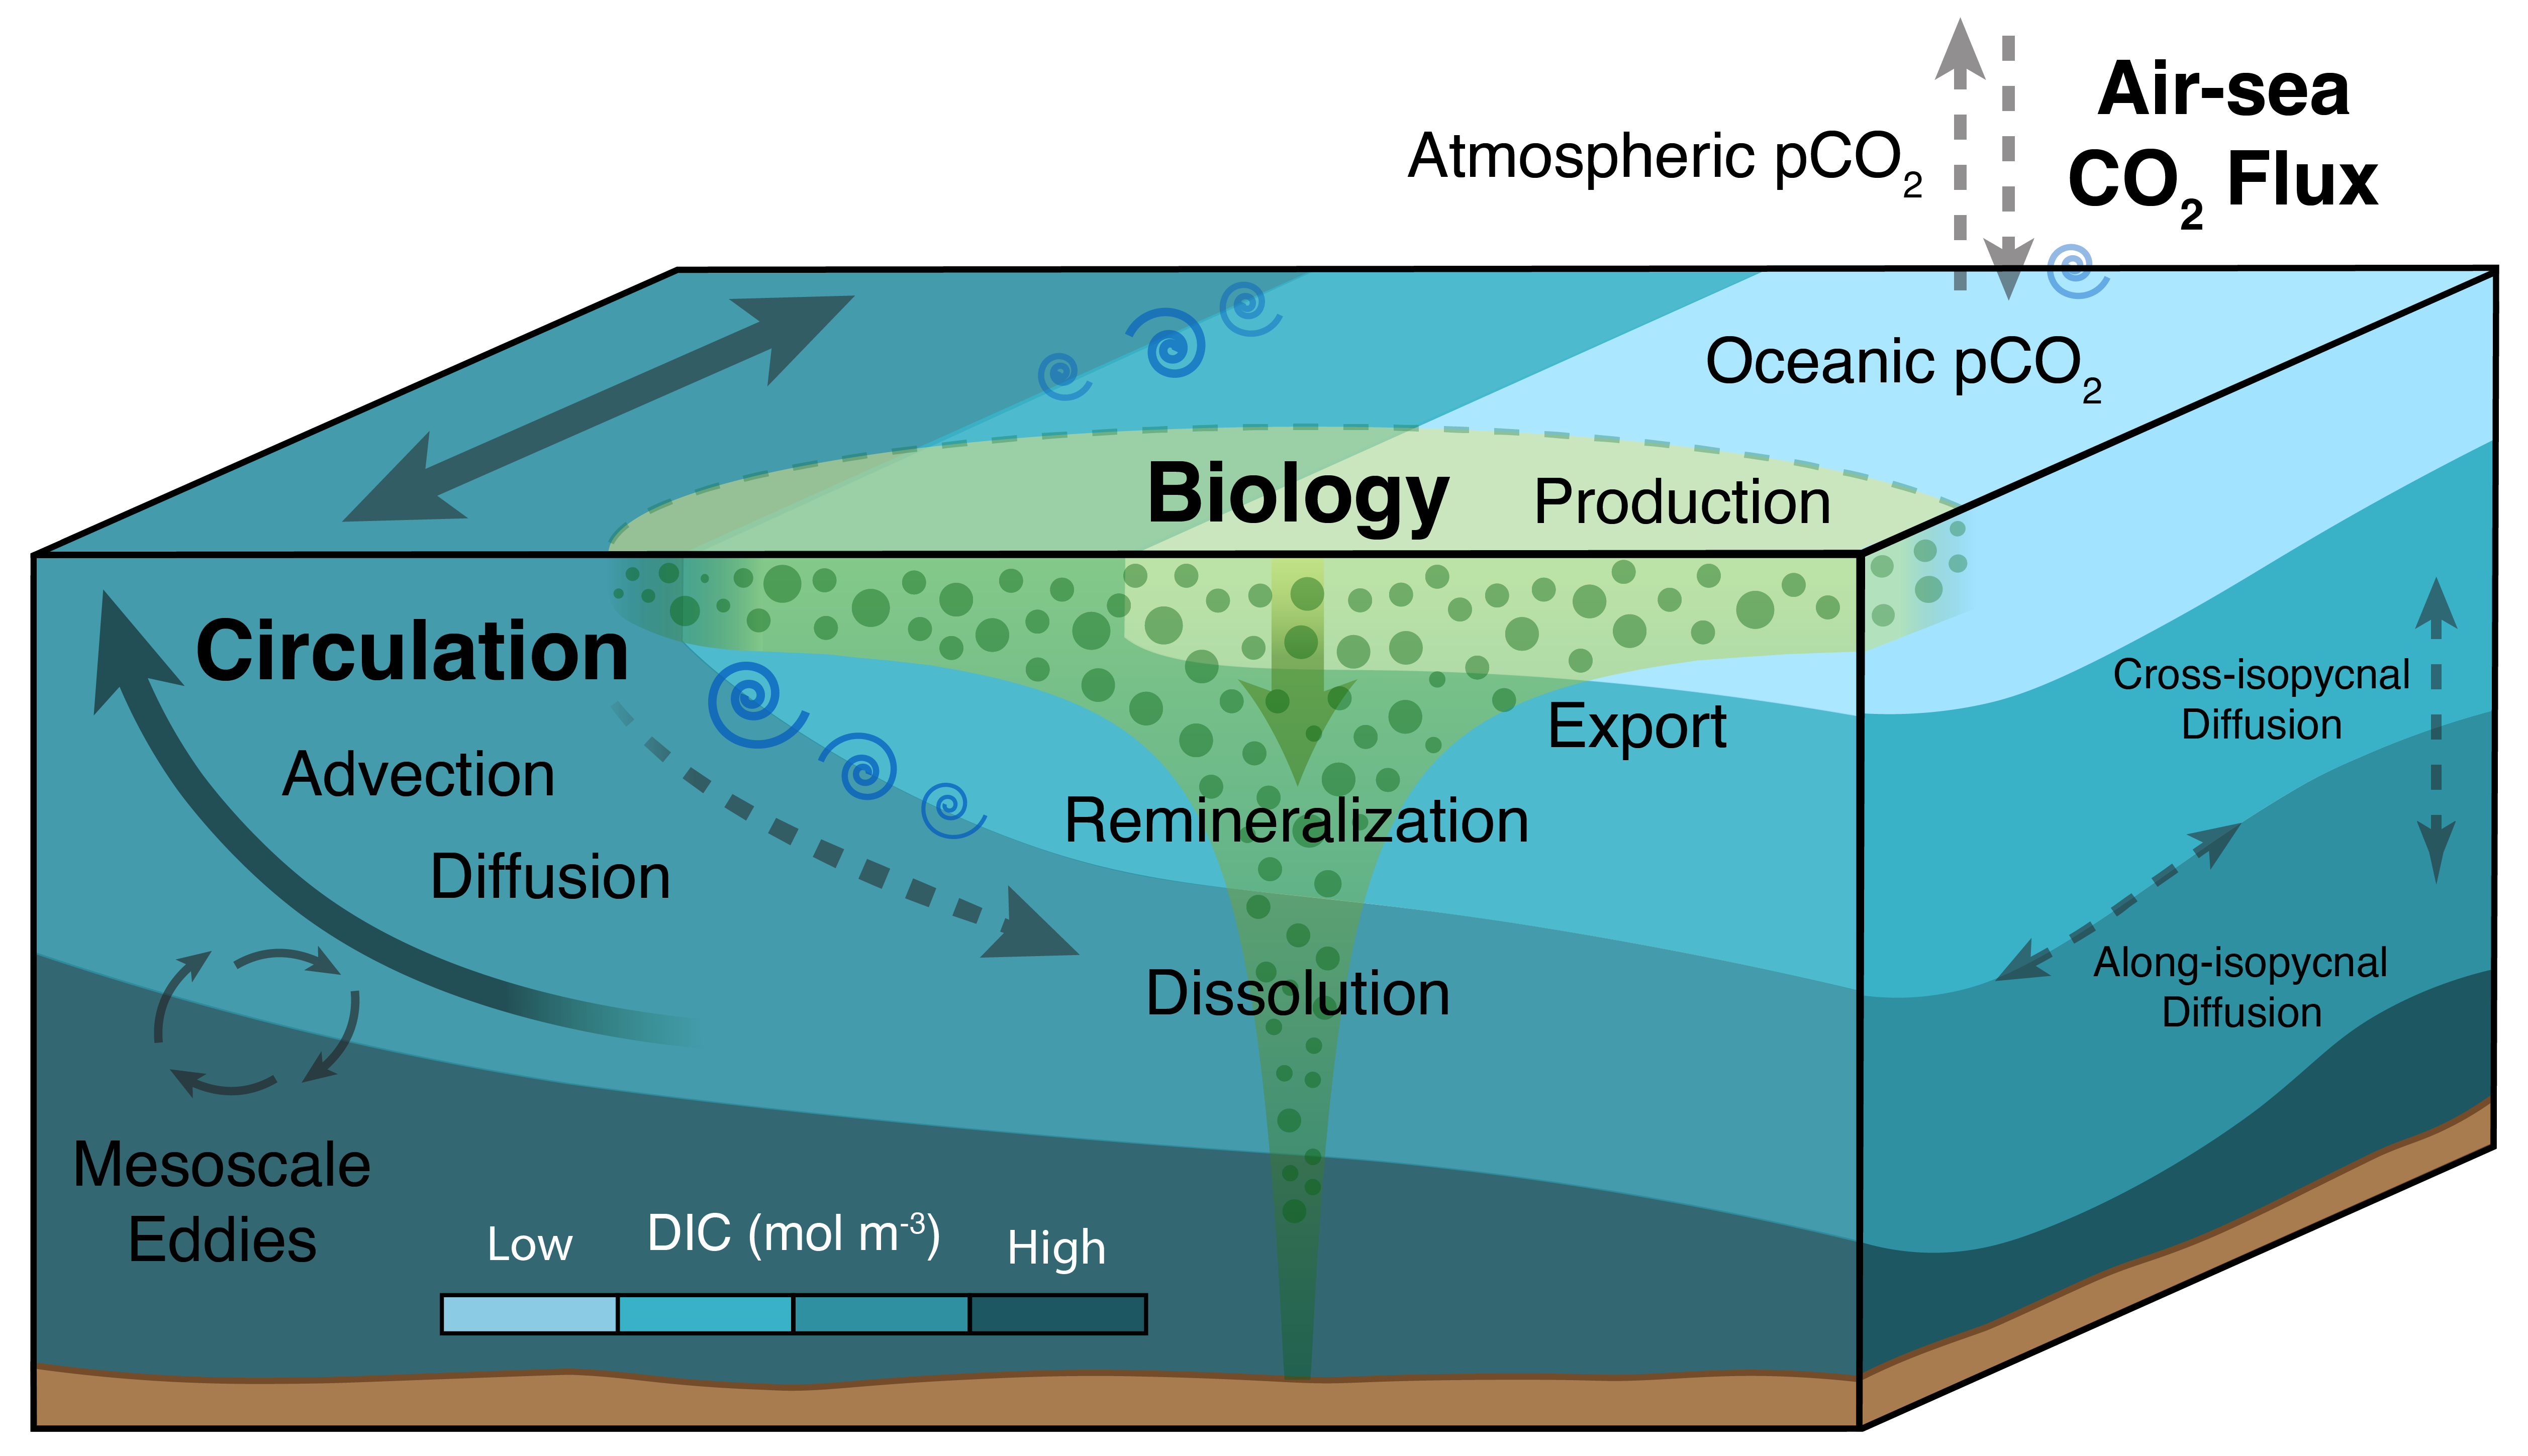 Air-sea
CO₂ Flux
Atmospheric pCO₂
Oceanic pCO₂
Biology
Production
Circulation
Advection
Diffusion
Export
Remineralization
Dissolution
Cross-isopycnal
Diffusion
Along-isopycnal
Diffusion
Mesoscale
Eddies
Low DIC (mol m⁻³) High